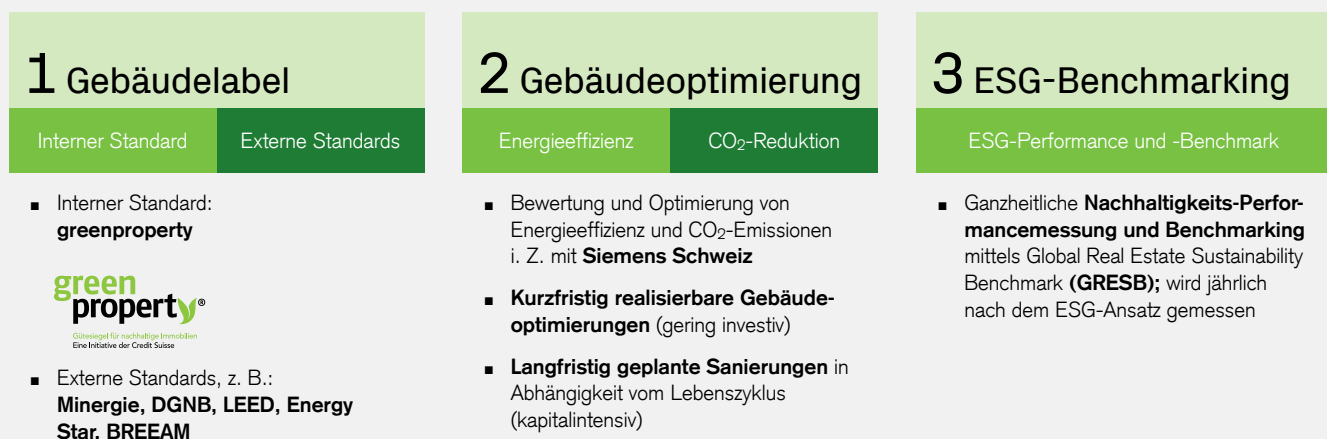 1 Gebäudelabel
Interner Standard
Externe Standards
▪ Interner Standard:
greenproperty
green
property®
Gütesiegel für nachhaltige Immobilien
Eine Initiative der Credit Suisse
▪ Externe Standards, z. B.:
Minergie, DGNB, LEED, Energy
Star, BREEAM
2 Gebäudeoptimierung
Energieeffizienz
CO₂-Reduktion
▪ Bewertung und Optimierung von
Energieeffizienz und CO₂-Emissionen
i. Z. mit Siemens Schweiz
▪ Kurzfristig realisierbare Gebäude-
optimierungen (gering investiv)
▪ Langfristig geplante Sanierungen in
Abhängigkeit vom Lebenszyklus
(kapitalintensiv)
3 ESG-Benchmarking
ESG-Performance und -Benchmark
▪ Ganzheitliche Nachhaltigkeits-Perfor-
mancemessung und Benchmarking
mittels Global Real Estate Sustainability
Benchmark (GRESB); wird jährlich
nach dem ESG-Ansatz gemessen